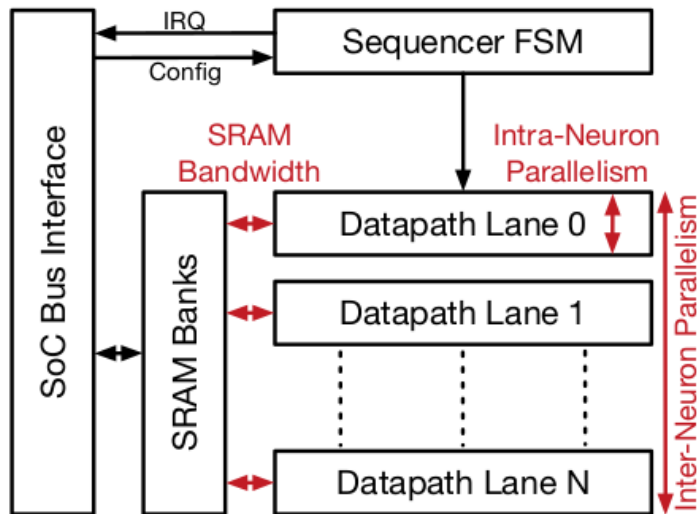 IRQ
Sequencer FSM
Config
SRAM
Bandwidth
Intra-Neuron
Parallelism
SoC Bus Interface
SRAM Banks
Datapath Lane 0
Datapath Lane 1
Datapath Lane N
Inter-Neuron Parallelism